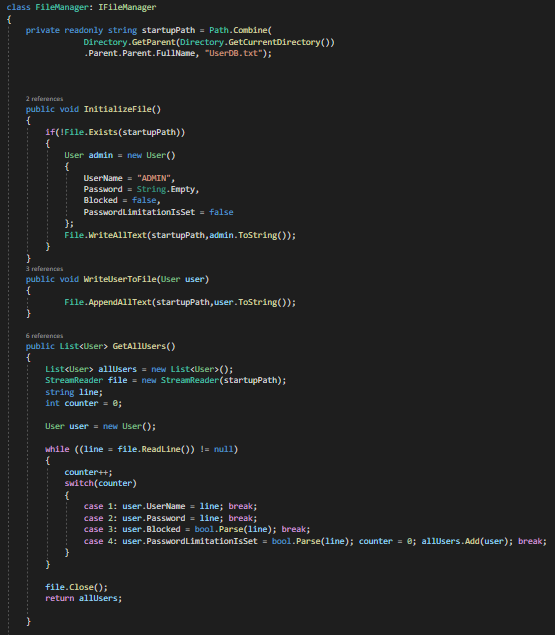 class FileManager: IFileManager
{
private readonly string startupPath = Path.Combine(
Directory.GetParent(Directory.GetCurrentDirectory())
.Parent.Parent.FullName, "UserDB.txt");
2 references
public void InitializeFile()
{
if(!File.Exists(startupPath))
{
User admin = new User()
{
UserName = "ADMIN",
Password = String.Empty,
Blocked = false,
PasswordLimitationIsSet = false
};
File.WriteAllText(startupPath,admin.ToString());
}
}
3 references
public void WriteUserToFile(User user)
{
File.AppendAllText(startupPath,user.ToString());
}
6 references
public List<User> GetAllUsers()
{
List<User> allUsers = new List<User>();
StreamReader file = new StreamReader(startupPath);
string line;
int counter = 0;
User user = new User();
while ((line = file.ReadLine()) != null)
{
counter++;
switch(counter)
{
case 1: user.UserName = line; break;
case 2: user.Password = line; break;
case 3: user.Blocked = bool.Parse(line); break;
case 4: user.PasswordLimitationIsSet = bool.Parse(line); counter = 0; allUsers.Add(user); break;
}
}
file.Close();
return allUsers;
}